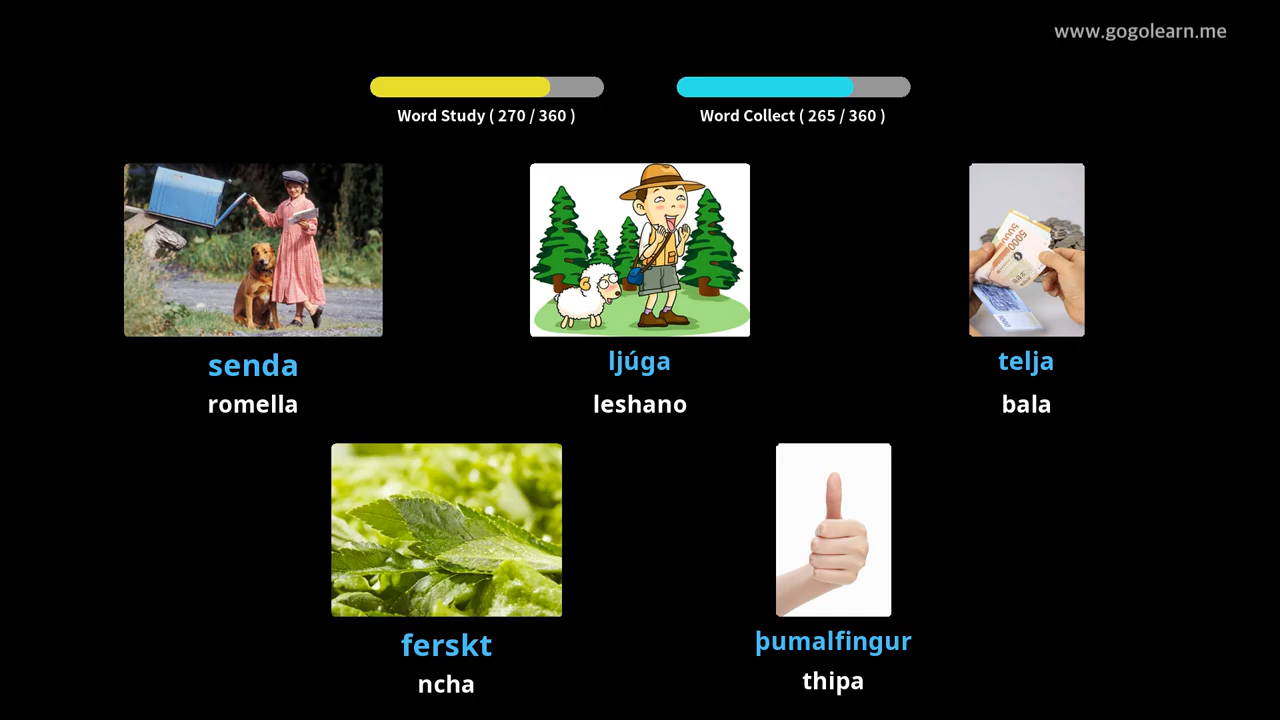 www.gogolearn.me
Word Study ( 270 / 360 )
Word Collect ( 265 / 360 )
senda
romella
ljúga
leshano
telja
bala
ferskt
ncha
þumalfingur
thipa